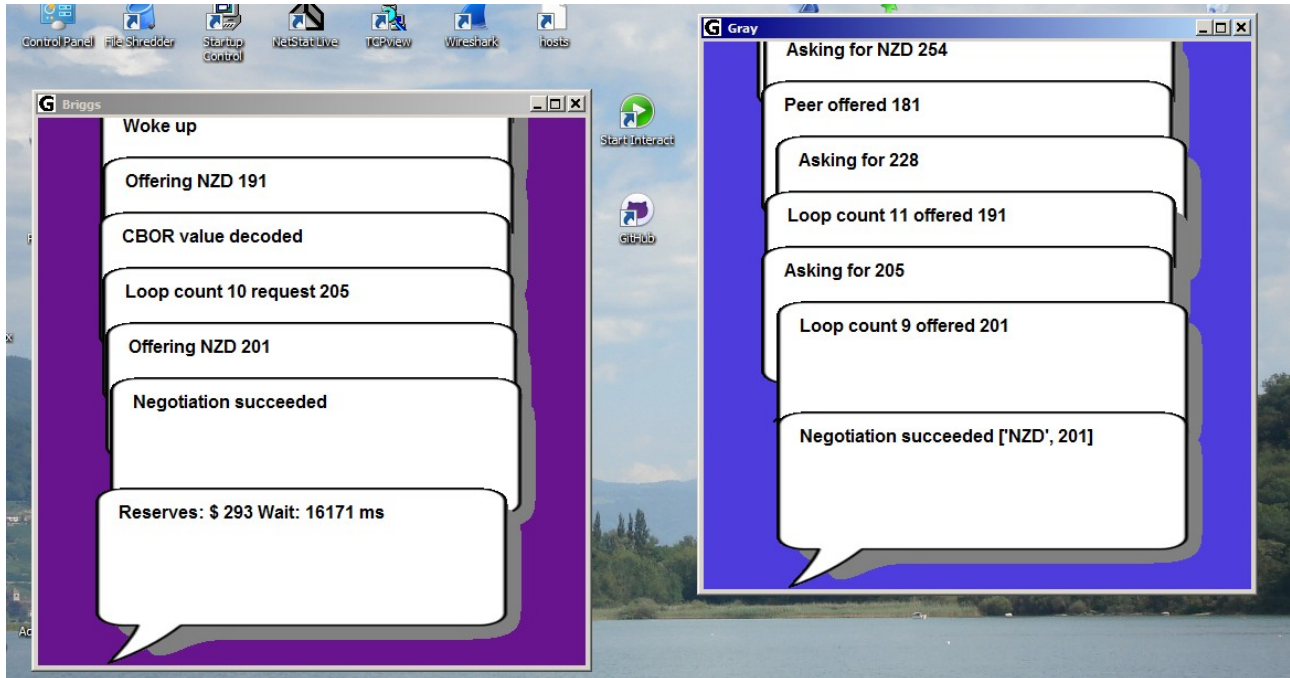 Control Panel
File Shredder
Startup
control
NetStat Live
TCPView
Wireshark
hosts
G Briggs
Woke up
Offering NZD 191
CBOR value decoded
Loop count 10 request 205
Offering NZD 201
Negotiation succeeded
Reserves: $ 293 Wait: 16171 ms
Start Interact
GitHub
G Gray
Asking for NZD 254
Peer offered 181
Asking for 228
Loop count 11 offered 191
Asking for 205
Loop count 9 offered 201
Negotiation succeeded ['NZD', 201]